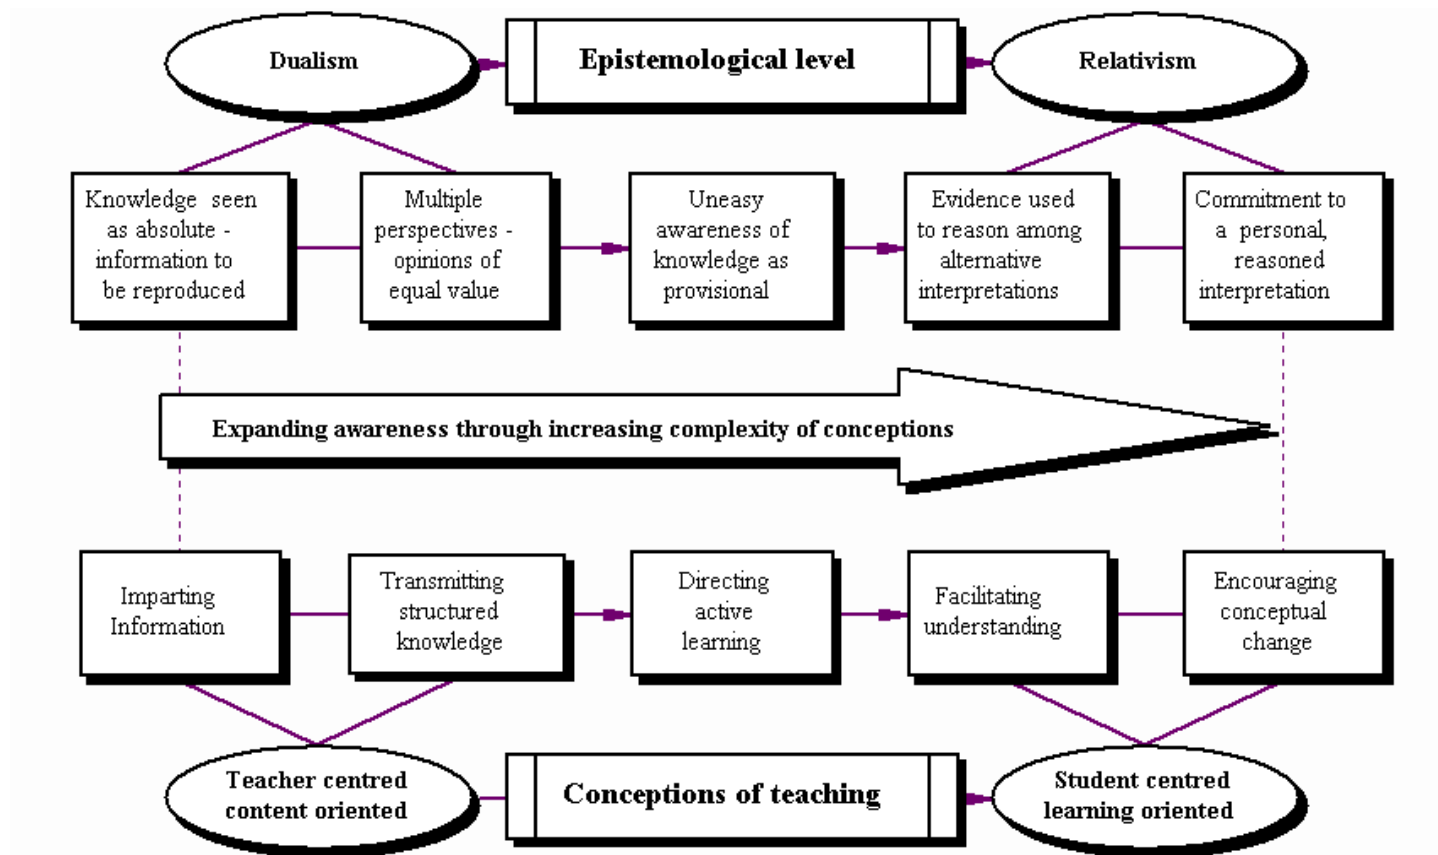 Dualism
Epistemological level
Relativism
Knowledge seen
as absolute -
information to
be reproduced
Multiple
perspectives -
opinions of
equal value
Uneasy
awareness of
knowledge as
provisional
Evidence used
to reason among
alternative
interpretations
Commitment to
a personal,
reasoned
interpretation
Expanding awareness through increasing complexity of conceptions
Imparting
Information
Transmitting
structured
knowledge
Directing
active
learning
Facilitating
understanding
Encouraging
conceptual
change
Teacher centred
content oriented
Conceptions of teaching
Student centred
learning oriented